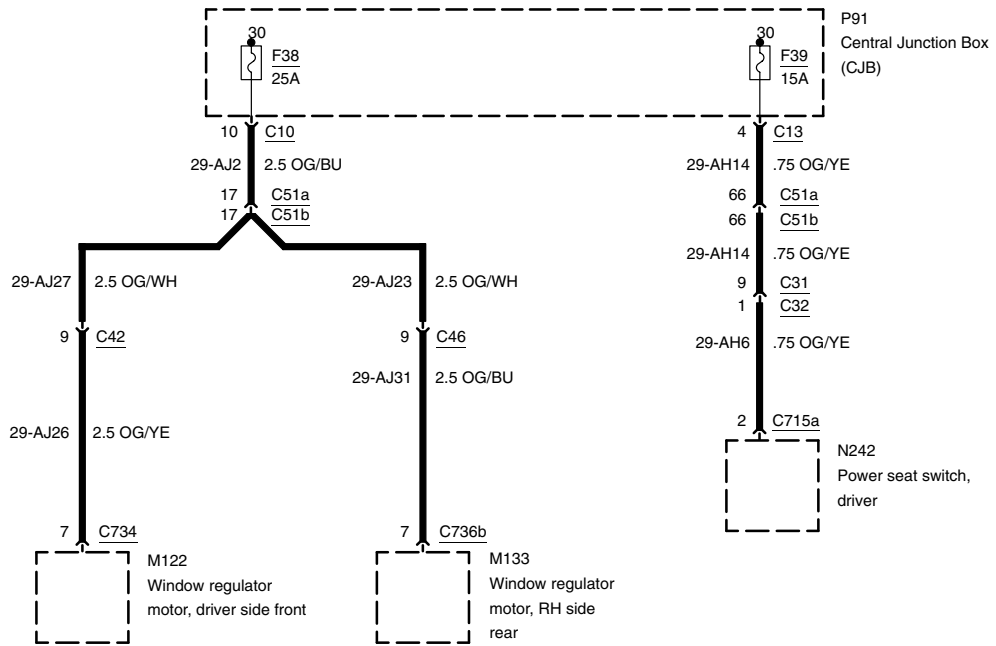 P91
Central Junction Box
(CJB)
30
F38
25A
30
F39
15A
10 C10
4 C13
29-AJ2 2.5 OG/BU
29-AH14 .75 OG/YE
17 C51a
66 C51a
17 C51b
66 C51b
29-AH14 .75 OG/YE
29-AJ27 2.5 OG/WH
29-AJ23 2.5 OG/WH
9 C31
1 C32
9 C42
9 C46
29-AH6 .75 OG/YE
29-AJ31 2.5 OG/BU
2 C715a
29-AJ26 2.5 OG/YE
N242
Power seat switch,
driver
7 C734
7 C736b
M122
Window regulator
motor, driver side front
M133
Window regulator
motor, RH side
rear